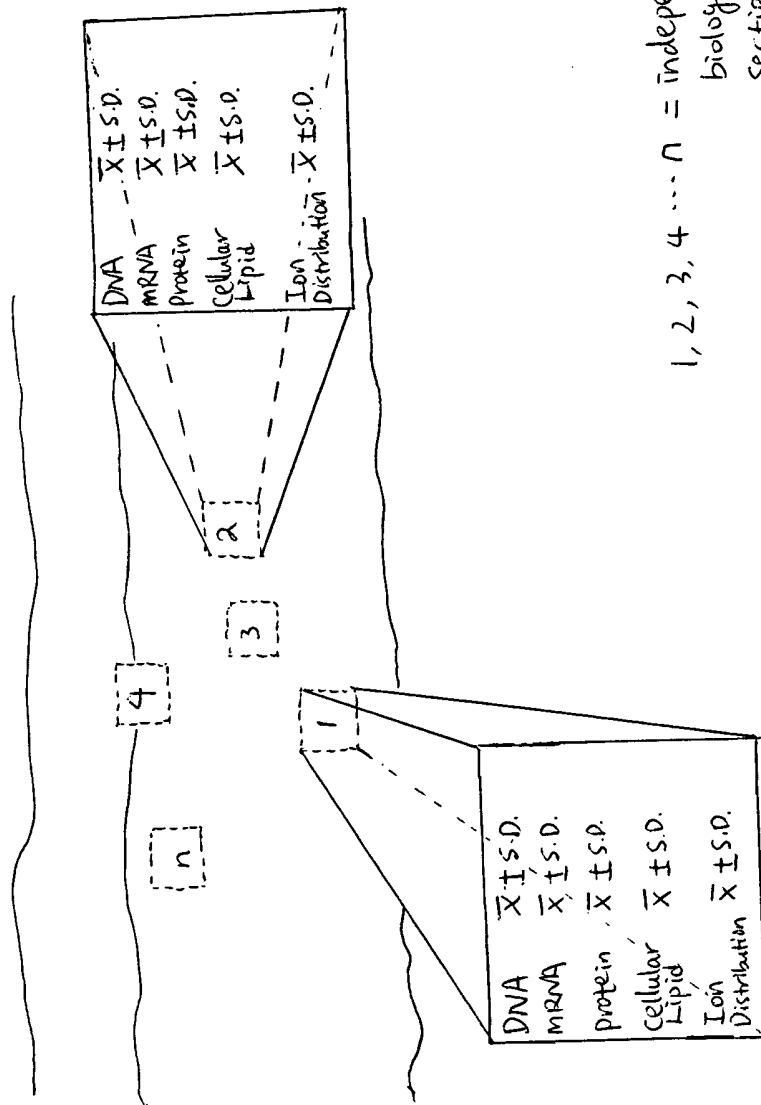 DNA X̄ ± S.D.
mRNA X̄ ± S.D.
Protein X̄ ± S.D.
Cellular
Lipid X̄ ± S.D.
Ion
Distribution X̄ ± S.D.
4
n
3
2
1
DNA X̄ ± S.D.
mRNA X̄ ± S.D.
Protein X̄ ± S.D.
Cellular
Lipid X̄ ± S.D.
Ioin
Distribution X̄ ± S.D.
1, 2, 3, 4 ···· n = indepe
biolog
sectio